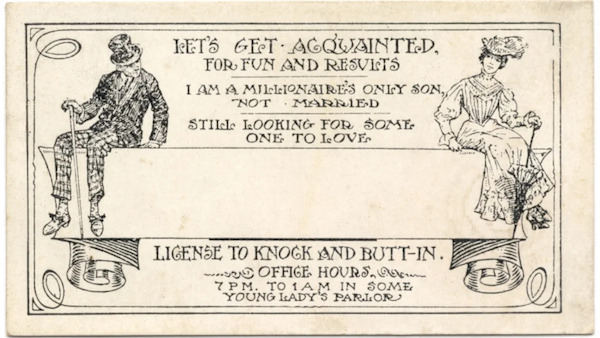 LET'S GET · ACQUAINTED,
FOR FUN AND RESULTS
I AM A MILLIONAIRE'S ONLY SON,
NOT · MARRIED
STILL LOOKING FOR SOME
ONE TO LOVE
LICENSE TO KNOCK AND BUTT-IN.
OFFICE HOURS,
7 P.M. TO 1 A M IN SOME
YOUNG LADY'S PARLOR